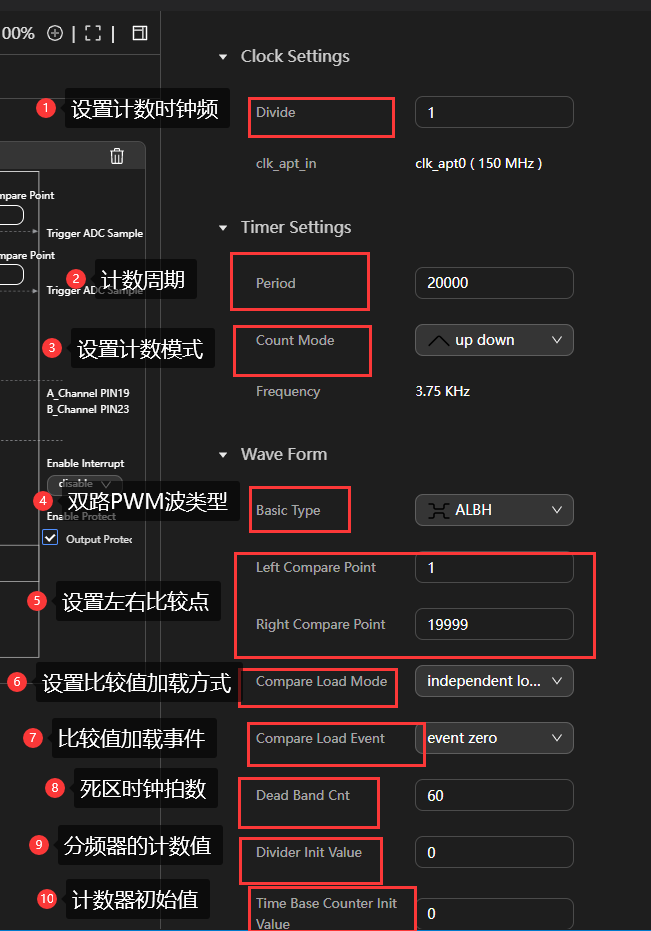 00% | |
Clock Settings
1 设置计数时钟频
Divide
1
clk_apt_in
clk_apt0 ( 150 MHz )
mpare Point
Trigger ADC Sample
Timer Settings
mpare Point
2 计数周期
Trigger ADC Sample
Period
20000
3 设置计数模式
Count Mode
up down
A_Channel PIN19
B_Channel PIN23
Frequency
3.75 KHz
Wave Form
Enable Interrupt
disable
4 双路PWM波类型
Enable Protect
Output Protec
Basic Type
ALBH
5 设置左右比较点
Left Compare Point
1
Right Compare Point
19999
6 设置比较值加载方式
Compare Load Mode
independent lo...
7 比较值加载事件
Compare Load Event
event zero
8 死区时钟拍数
Dead Band Cnt
60
9 分频器的计数值
Divider Init Value
0
10 计数器初始值
Time Base Counter Init
Value
0